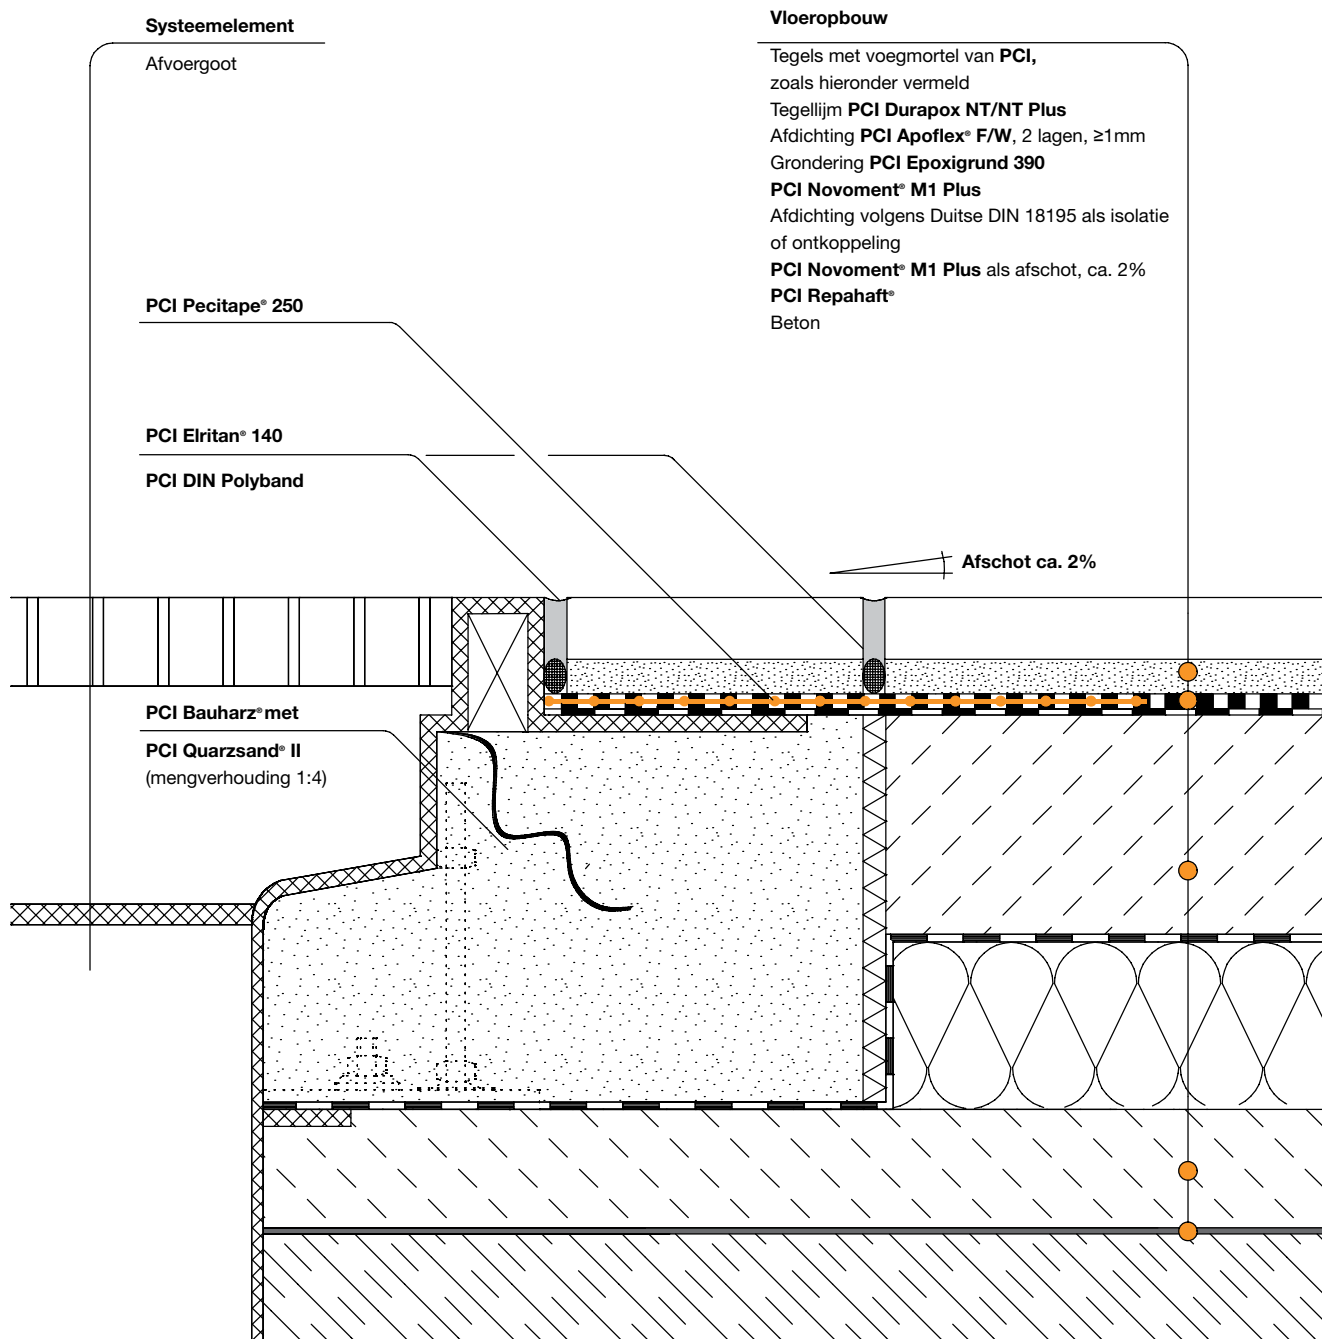 Systeemelement
Afvoergoot
Vloeropbouw
Tegels met voegmortel van PCI,
zoals hieronder vermeld
Tegellijm PCI Durapox NT/NT Plus
Afdichting PCI Apoflex® F/W, 2 lagen, ≥1mm
Grondering PCI Epoxigrund 390
PCI Novoment® M1 Plus
Afdichting volgens Duitse DIN 18195 als isolatie
of ontkoppeling
PCI Novoment® M1 Plus als afschot, ca. 2%
PCI Repahaft®
Beton
PCI Pecitape® 250
PCI Elritan® 140
PCI DIN Polyband
Afschot ca. 2%
PCI Bauharz® met
PCI Quarzsand® II
(mengverhouding 1:4)